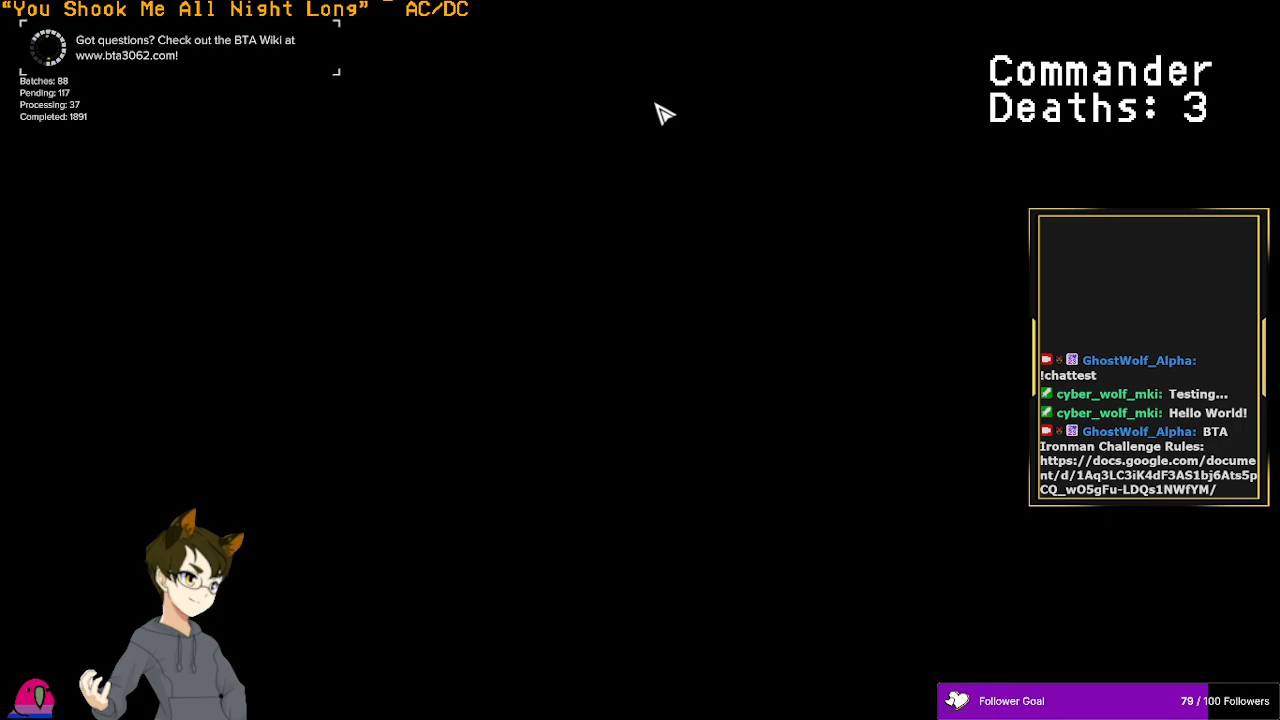 “You Shook Me All Night Long” ~ AC/DC
Got questions? Check out the BTA Wiki at
www.bta3062.com!
Batches: 88
Pending: 117
Processing: 37
Completed: 1891
Commander
Deaths: 3
GhostWolf_Alpha:
!chattest
cyber_wolf_mki: Testing...
cyber_wolf_mki: Hello World!
GhostWolf_Alpha: BTA
Ironman Challenge Rules:
https://docs.google.com/docume
nt/d/1Aq3LC3iK4dF3AS1bj6Ats5p
CQ_wO5gFu-LDQs1NWfYM/
Follower Goal
79 / 100 Followers